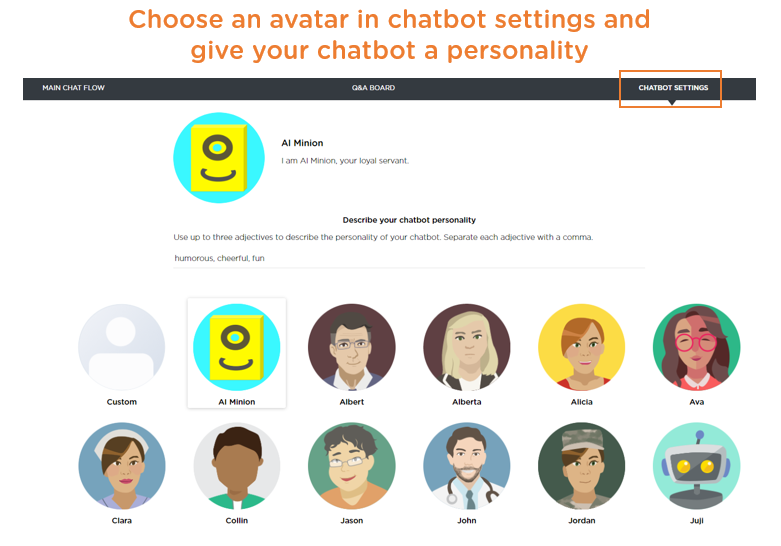 Choose an avatar in chatbot settings and
give your chatbot a personality
MAIN CHAT FLOW
Q&A BOARD
CHATBOT SETTINGS
AI Minion
I am AI Minion, your loyal servant.
Describe your chatbot personality
Use up to three adjectives to describe the personality of your chatbot. Separate each adjective with a comma.
humorous, cheerful, fun
Custom
AI Minion
Albert
Alberta
Alicia
Ava
Clara
Collin
Jason
John
Jordan
Juji